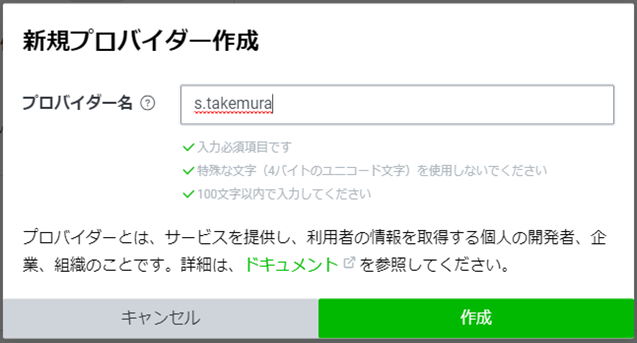 新規プロバイダー作成
プロバイダー名 ?
s.takemura
入力必須項目です
特殊な文字（4バイトのユニコード文字）を使用しないでください
100文字以内で入力してください
プロバイダーとは、サービスを提供し、利用者の情報を取得する個人の開発者、企
業、組織のことです。詳細は、ドキュメント を参照してください。
キャンセル
作成